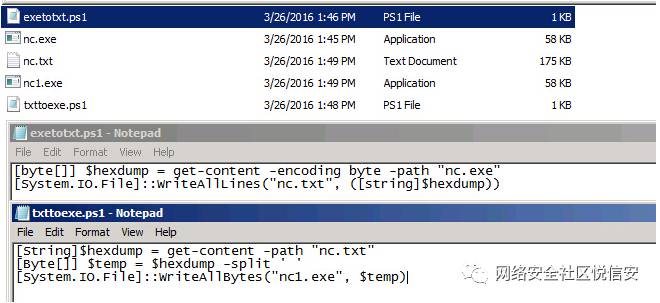 exetotxt.ps1 3/26/2016 1:46 PM PS1 File 1 KB
nc.exe 3/26/2016 1:45 PM Application 58 KB
nc.txt 3/26/2016 1:49 PM Text Document 175 KB
nc1.exe 3/26/2016 1:49 PM Application 58 KB
txttoexe.ps1 3/26/2016 1:48 PM PS1 File 1 KB
exetotxt.ps1 - Notepad
File Edit Format View Help
[byte[]] $hexdump = get-content -encoding byte -path "nc.exe"
[System.IO.File]::WriteAllLines("nc.txt", ([string]$hexdump))
txttoexe.ps1 - Notepad
File Edit Format View Help
[String]$hexdump = get-content -path "nc.txt"
[Byte[]] $temp = $hexdump -split ' '
[System.IO.File]::WriteAllBytes("nc1.exe", $temp)
网络安全社区悦信安